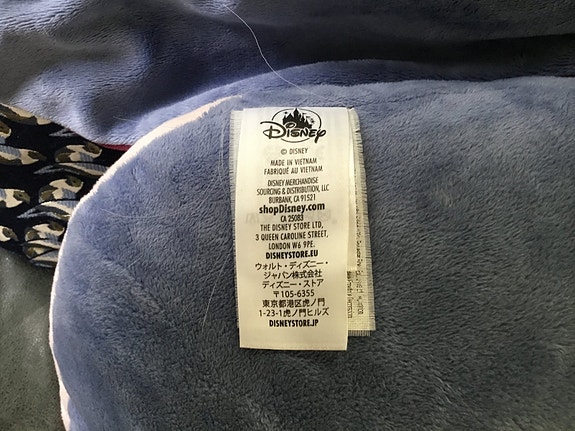 DISNEY
© DISNEY
MADE IN VIETNAM
FABRIQUÉ AU VIETNAM
DISNEY MERCHANDISE
SOURCING & DISTRIBUTION, LLC
BURBANK, CA 91521
shopDisney.com
CA 25083
THE DISNEY STORE LTD,
3 QUEEN CAROLINE STREET,
LONDON W6 9PE.
DISNEYSTORE.EU
ウォルト・ディズニー・
ジャパン株式会社
ディズニー・ストア
〒105-6355
東京都港区虎ノ門
1-23-1虎ノ門ヒルズ
DISNEYSTORE.JP